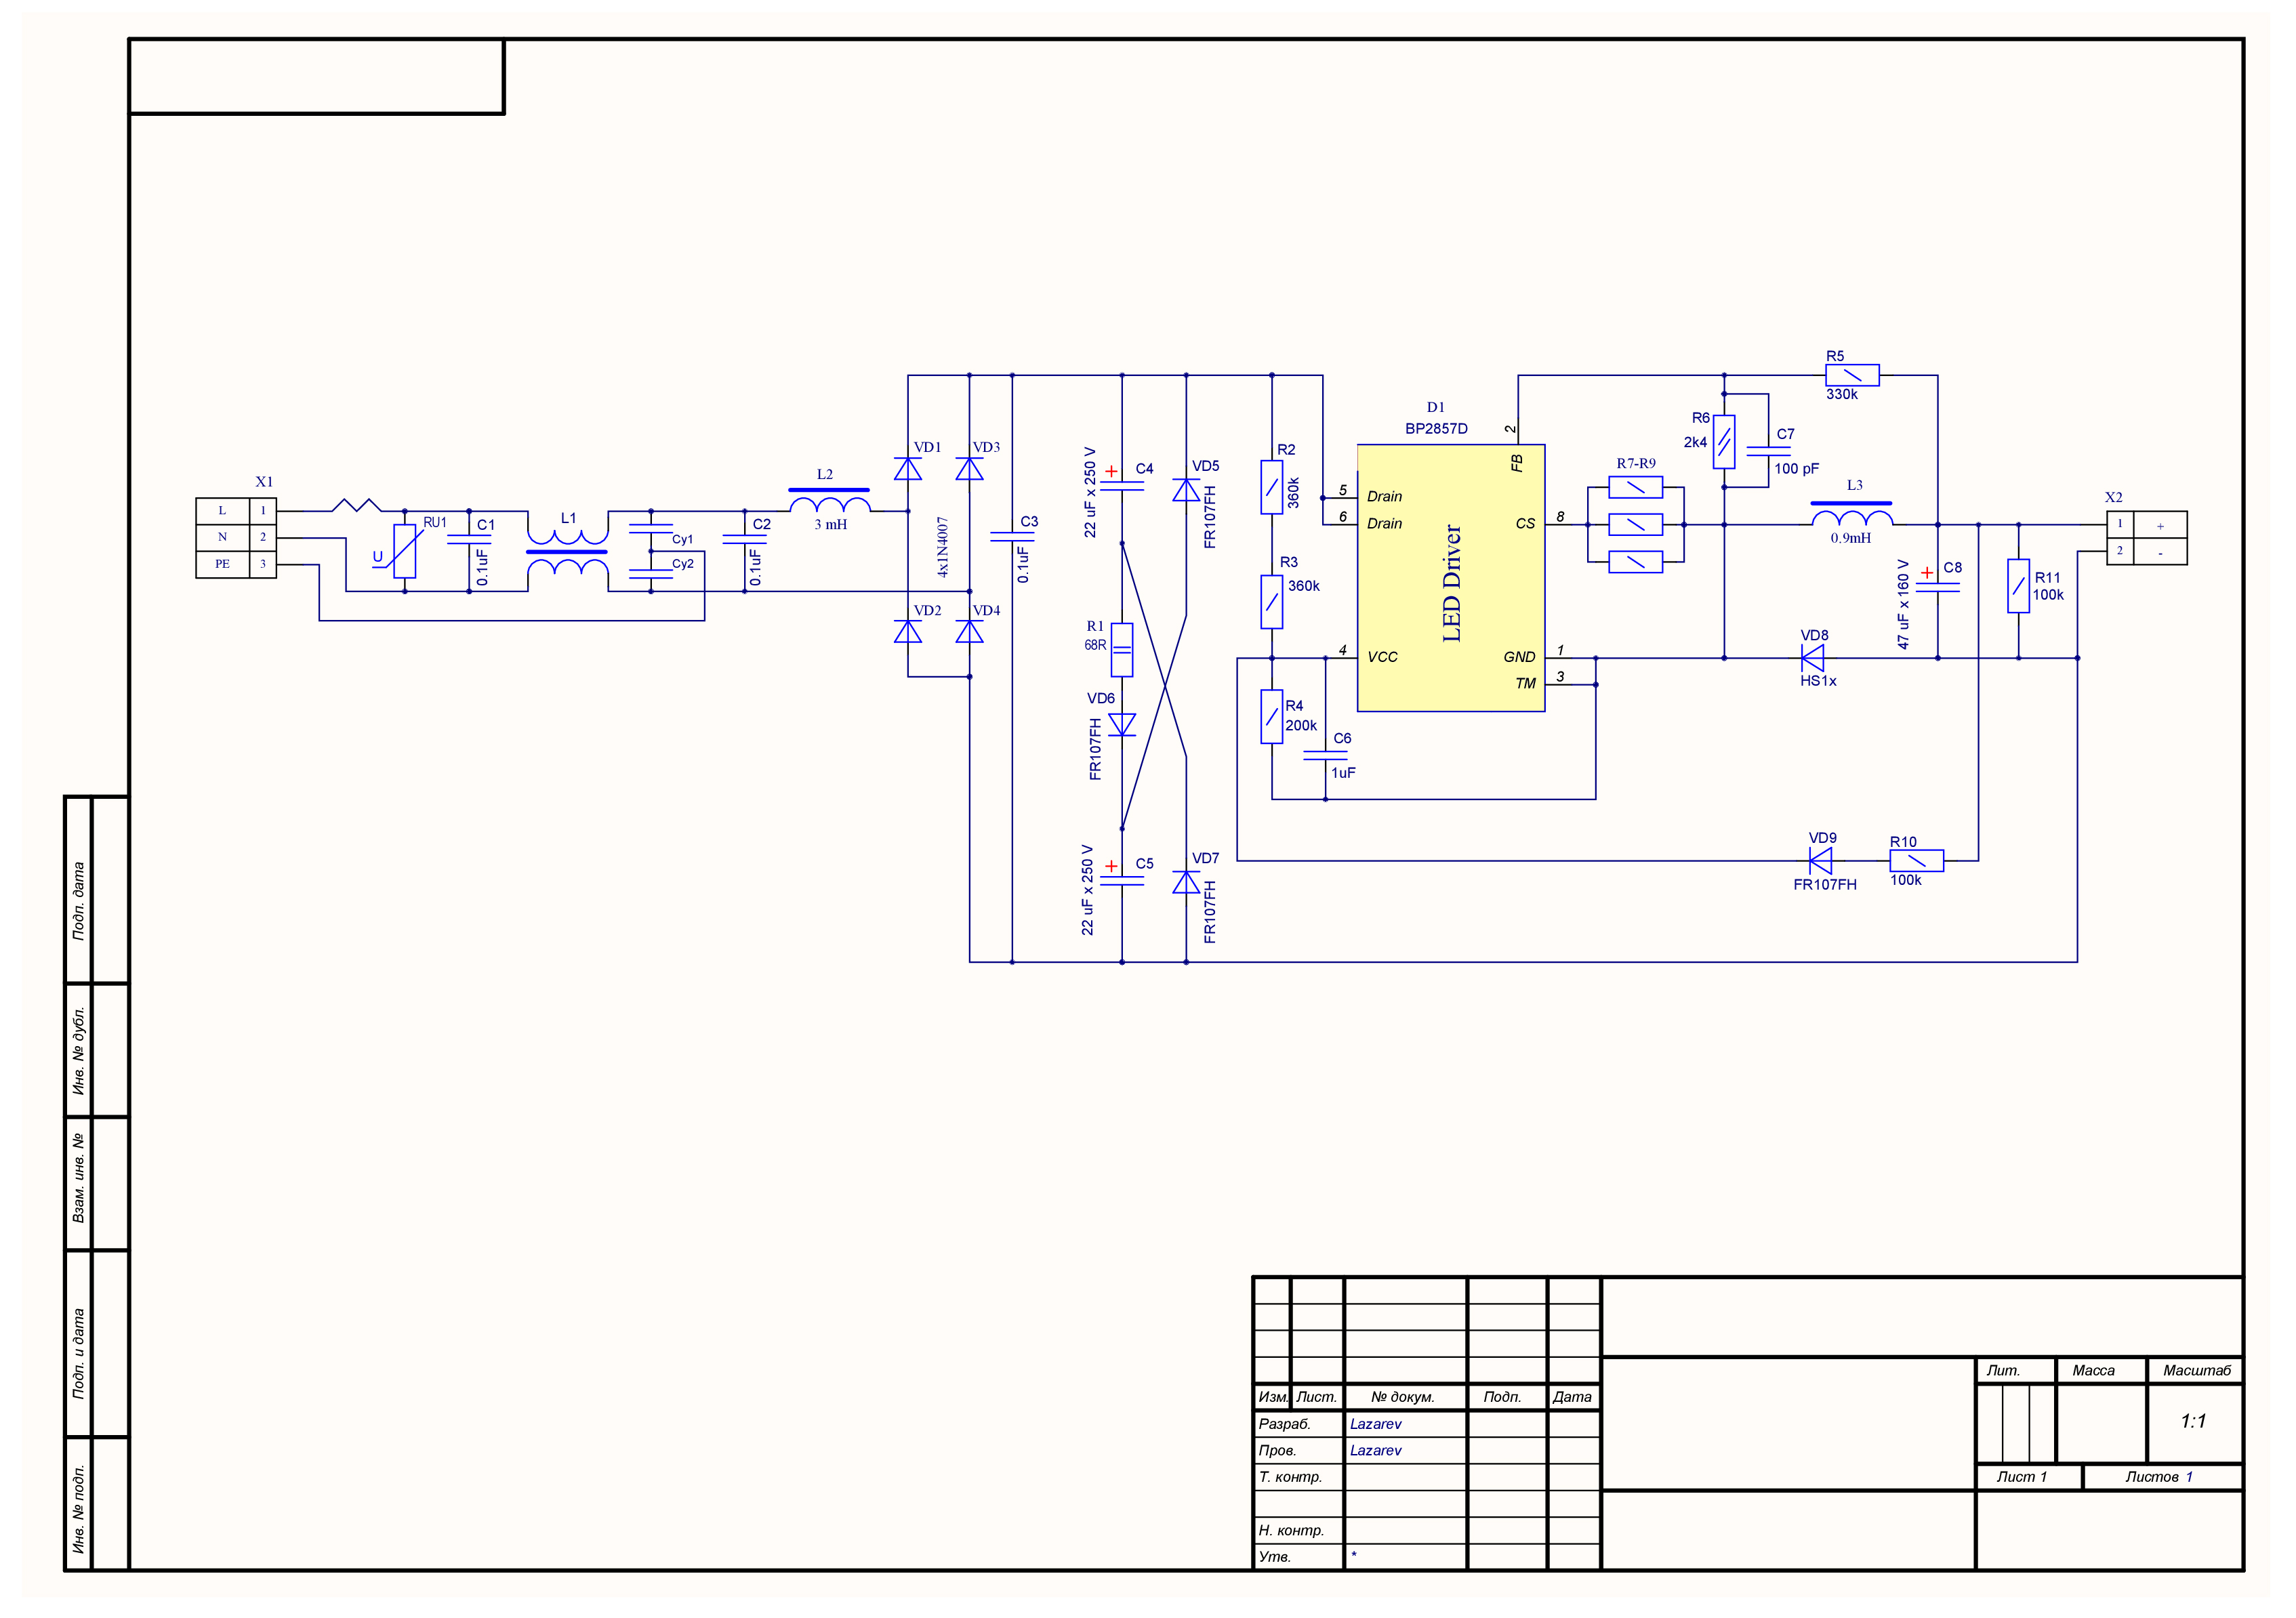 X1
L 1
N 2
PE 3
RU1
U
C1
0.1uF
L1
Cy1
Cy2
C2
0.1uF
L2
3 mH
VD1
VD3
VD2
VD4
4x1N4007
C3
0.1uF
22 uF x 250 V
+
C4
VD5
FR107FH
R1
68R
VD6
FR107FH
22 uF x 250 V
+
C5
VD7
FR107FH
R2
360k
R3
360k
R4
200k
C6
1uF
D1
BP2857D
LED Driver
5 Drain
6 Drain
4 VCC
2
FB
CS 8
GND 1
TM 3
R7-R9
R5
330k
R6
2k4
C7
100 pF
L3
0.9mH
VD8
HS1x
47 uF x 160 V
+
C8
R11
100k
VD9
FR107FH
R10
100k
X2
1 +
2 -
Подп. дата
Инв. № дубл.
Взам. инв. №
Подп. и дата
Инв. № подп.
Изм. Лист. № докум. Подп. Дата
Разраб. Lazarev
Пров. Lazarev
Т. контр.
Н. контр.
Утв. *
Лит. Масса Масштаб
1:1
Лист 1 Листов 1